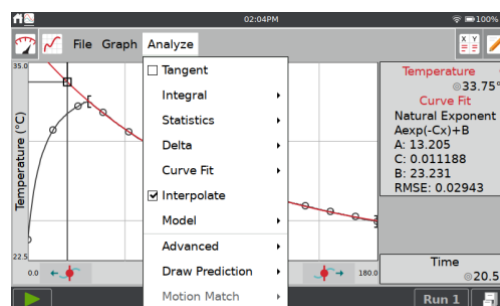 02:04PM
100%
File Graph Analyze
X Y
35.0
Temperature (°C)
22.5
0.0
180.0
Tangent
Integral
Statistics
Delta
Curve Fit
Interpolate
Model
Advanced
Draw Prediction
Motion Match
Temperature
33.75°
Curve Fit
Natural Exponent
Aexp(-Cx)+B
A: 13.205
C: 0.011188
B: 23.231
RMSE: 0.02943
Time
20.5
Run 1